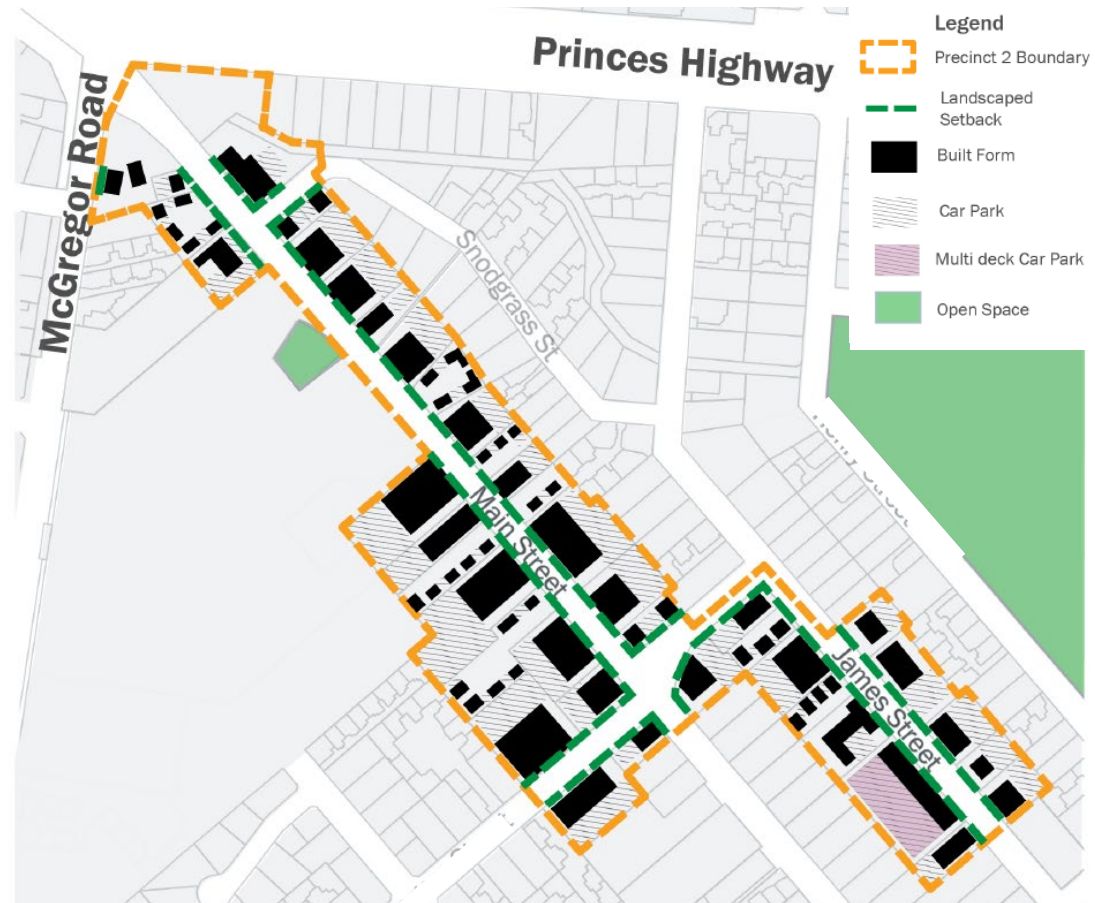 Legend
Precinct 2 Boundary
Landscaped
Setback
Built Form
Car Park
Multi deck Car Park
Open Space
Princes Highway
McGregor Road
Snodgrass St
Main Street
James Street